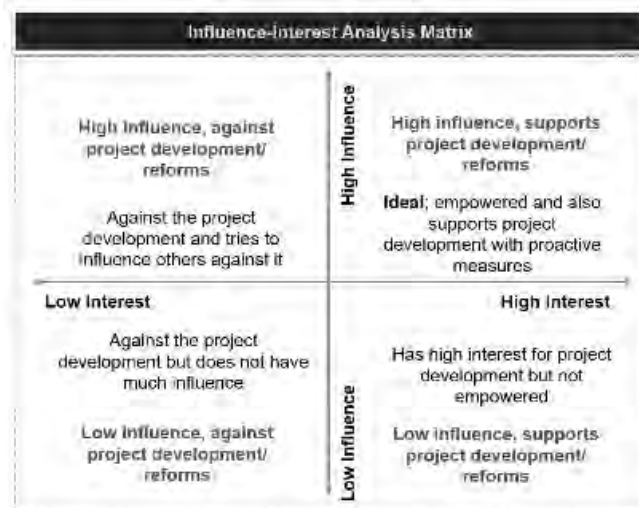 Influence-interest Analysis Matrix
High Influence, against
project development/
reforms
Against the project
development and tries to
influence others against it
High Influence
High influence, supports
project development/
reforms
Ideal; empowered and also
supports project
development with proactive
measures
Low Interest
High Interest
Against the project
development but does not have
much influence
Low Influence, against
project development/
reforms
Low Influence
Has high interest for project
development but not
empowered
Low influence, supports
project development/
reforms